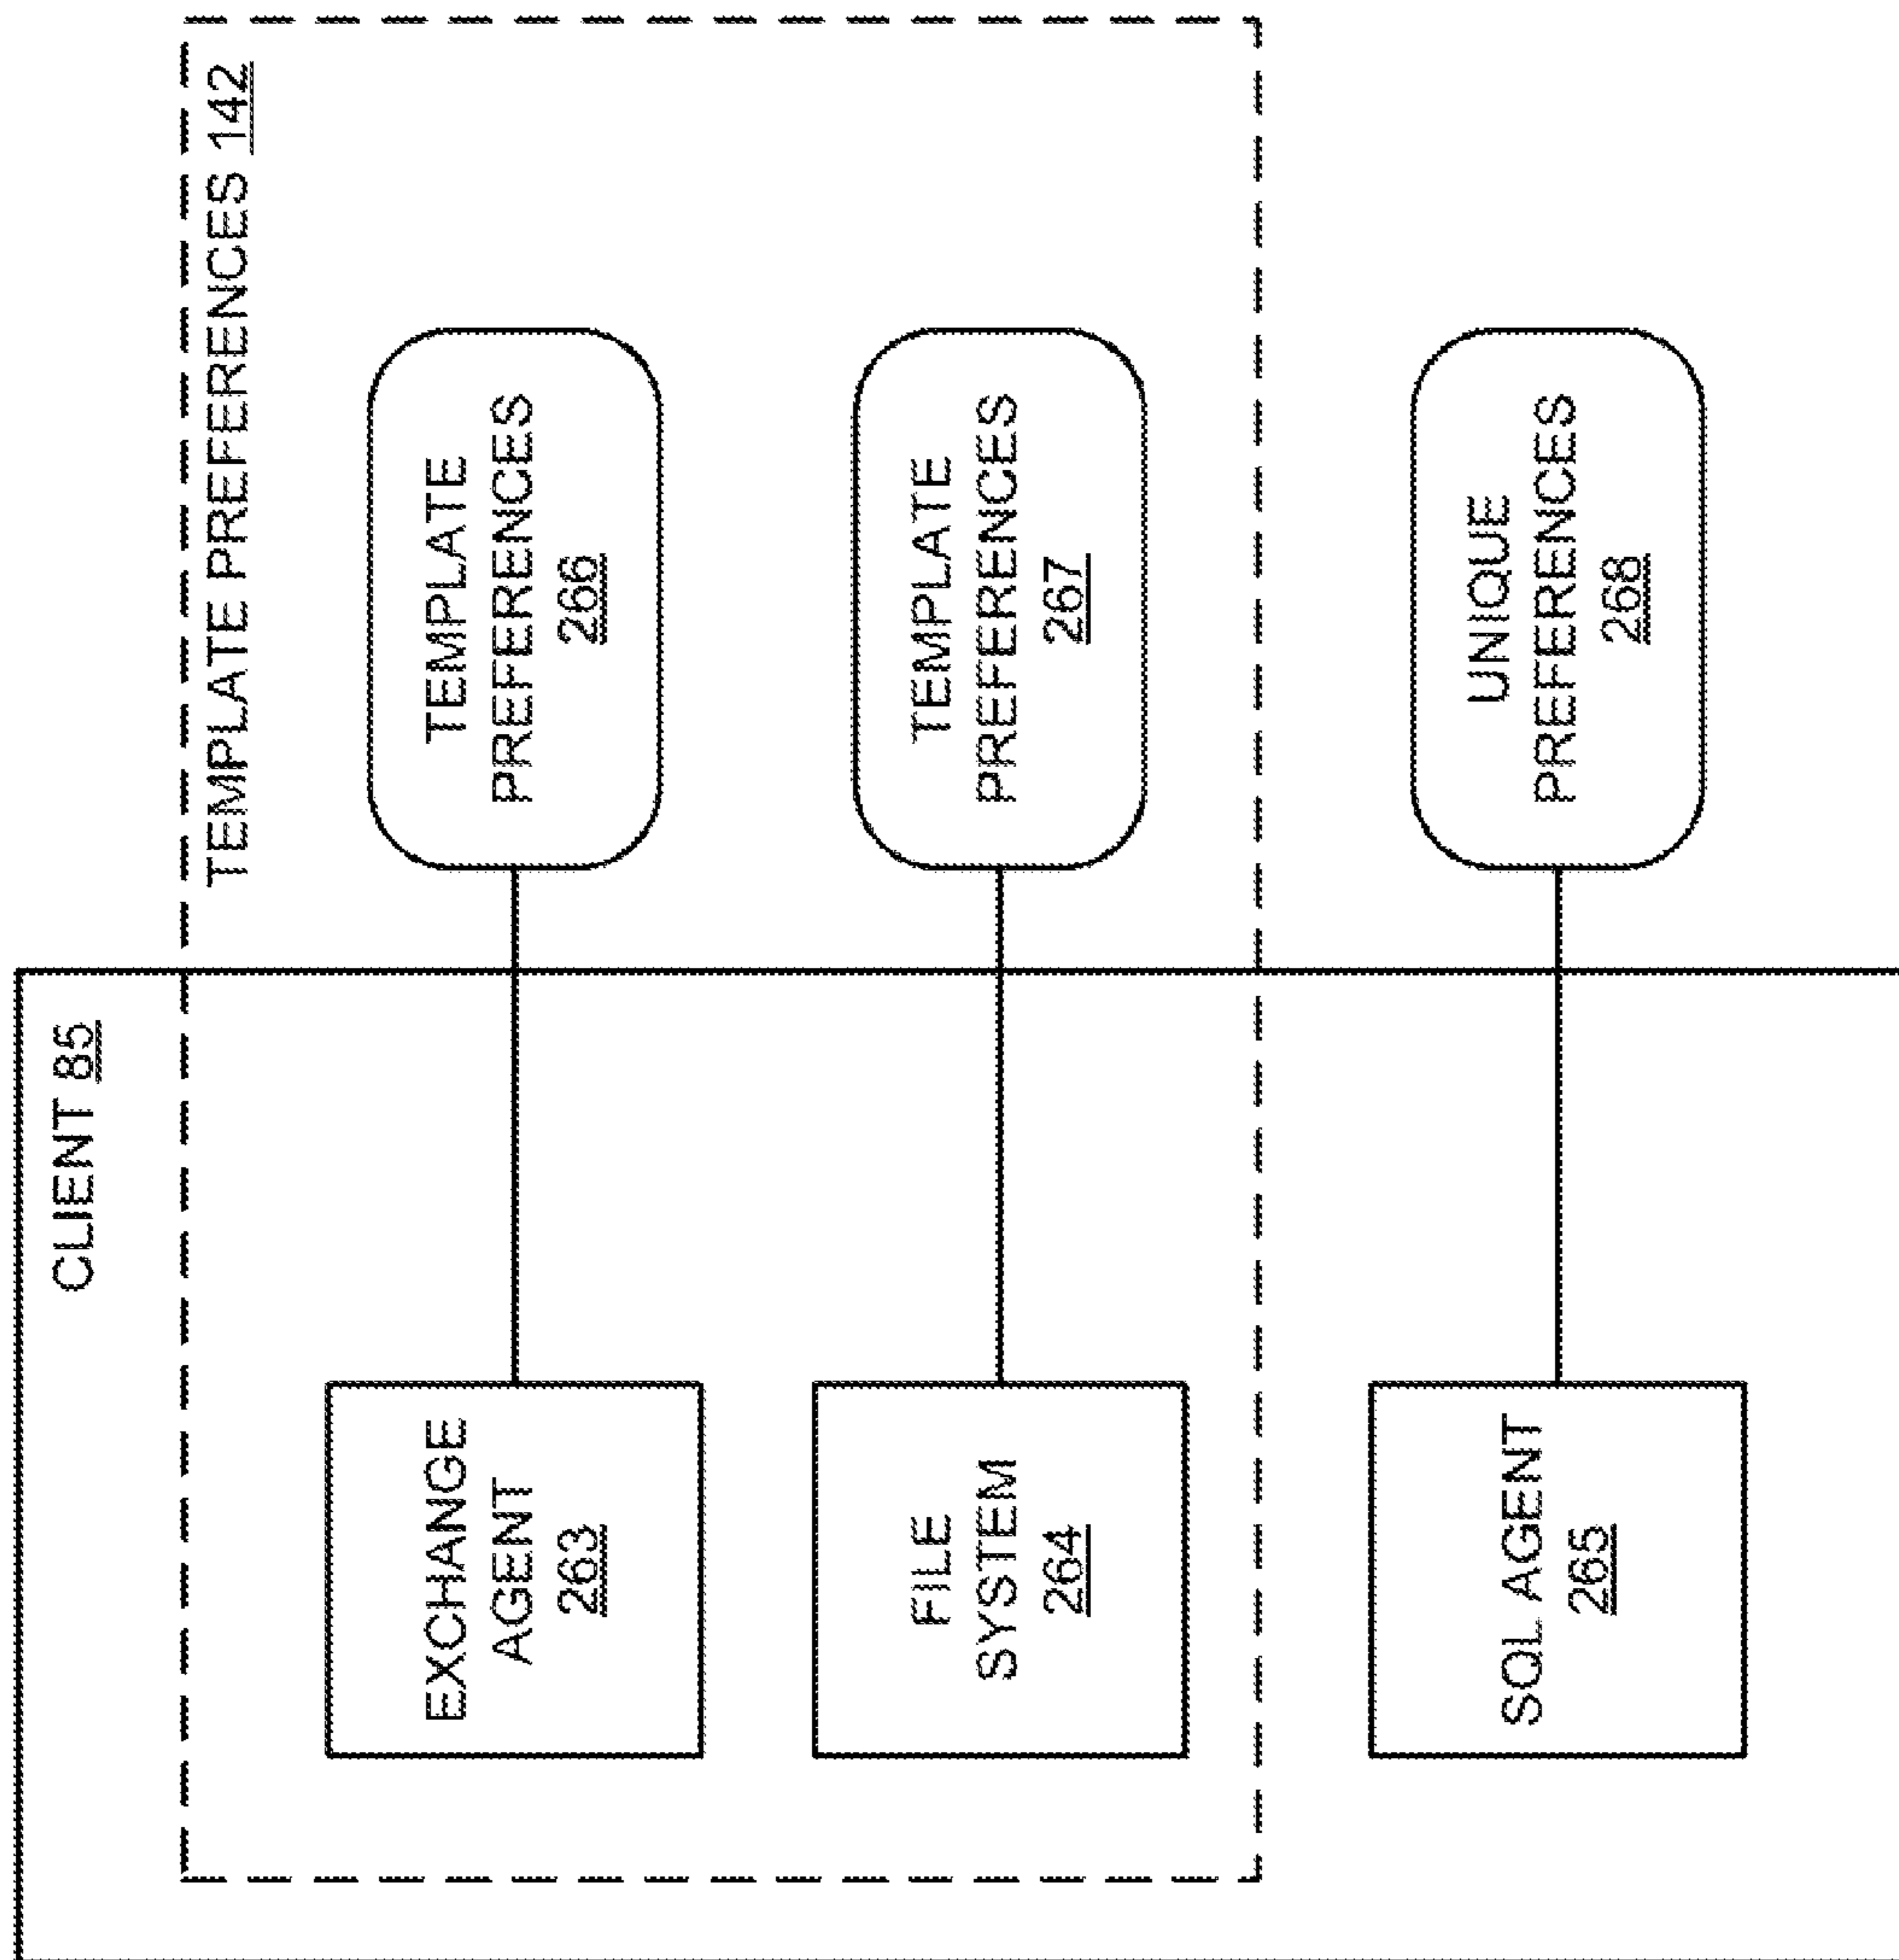 CLIENT 85
TEMPLATE PREFERENCES 142
EXCHANGE
AGENT
263
TEMPLATE
PREFERENCES
266
FILE
SYSTEM
264
TEMPLATE
PREFERENCES
267
SQL AGENT
265
UNIQUE
PREFERENCES
268